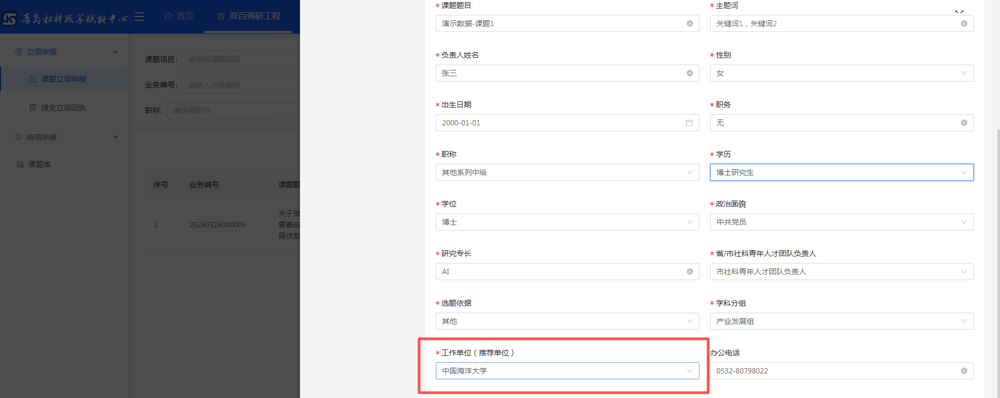 青岛社科数字赋能中心
首页
双百调研工程
立项申报
课题立项申报
提交立项回执
结项申报
课题库
课题项目：
请选择课题项目
业务编号：
请输入业务编号
职称：
请选择职称
序号
业务编号
课题题
1
20260326000006
关于推
要素由
展优势
* 课题题目
演示数据-课题1
* 主题词
关键词1，关键词2
* 负责人姓名
张三
* 性别
女
* 出生日期
2000-01-01
* 职务
无
* 职称
其他系列中级
* 学历
博士研究生
* 学位
博士
* 政治面貌
中共党员
* 研究专长
AI
* 省/市社科青年人才团队负责人
市社科青年人才团队负责人
* 选题依据
其他
* 学科分组
产业发展组
* 工作单位（推荐单位）
中国海洋大学
办公电话
0532-80798022